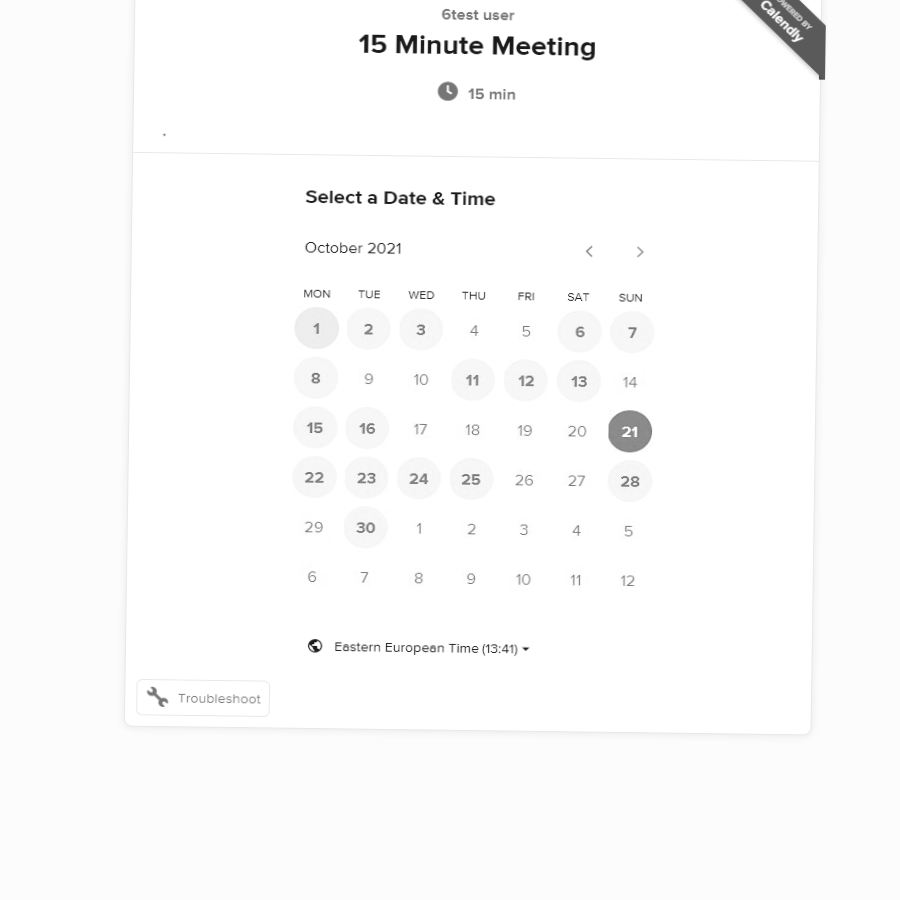 6test user
15 Minute Meeting
15 min
POWERED BY
Calendly
.
Select a Date & Time
October 2021
MON TUE WED THU FRI SAT SUN
1 2 3 4 5 6 7
8 9 10 11 12 13 14
15 16 17 18 19 20 21
22 23 24 25 26 27 28
29 30 1 2 3 4 5
6 7 8 9 10 11 12
Eastern European Time (13:41)
Troubleshoot